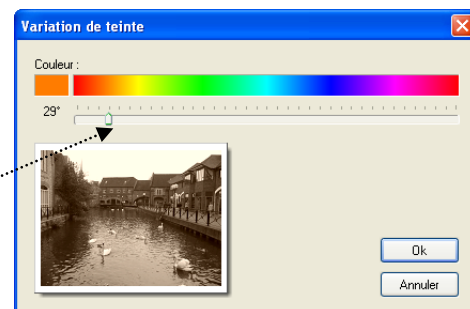 Variation de teinte
Couleur :
29°
Ok
Annuler